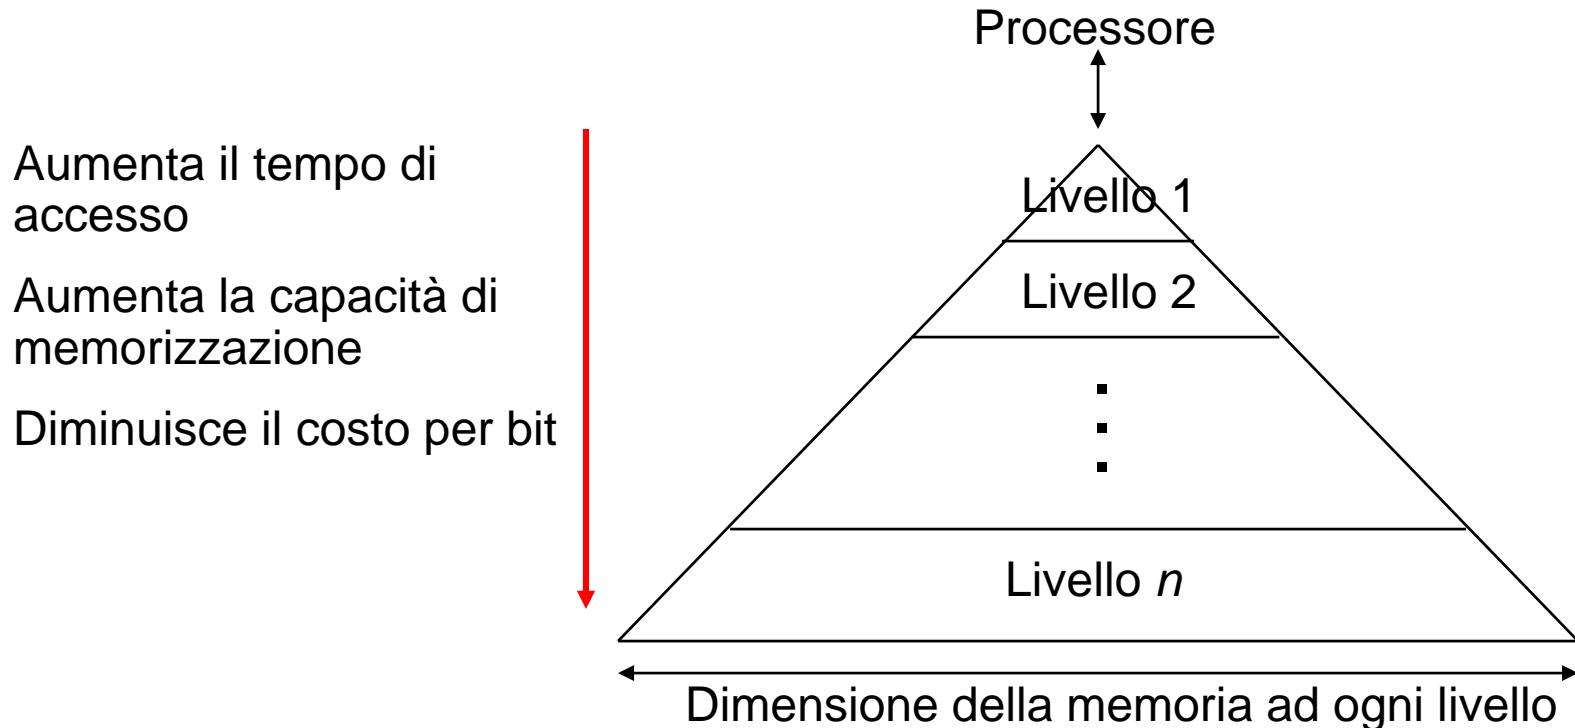 Processore
Aumenta il tempo di
accesso
Aumenta la capacità di
memorizzazione
Diminuisce il costo per bit
Livello 1
Livello 2
Livello n
Dimensione della memoria ad ogni livello